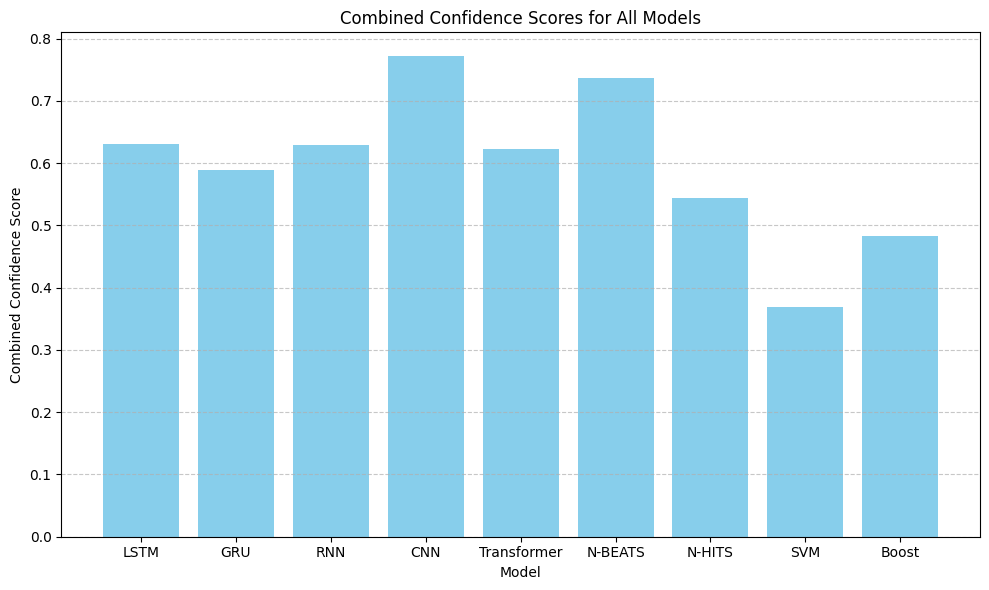 Combined Confidence Scores for All Models
Combined Confidence Score
0.8
0.7
0.6
0.5
0.4
0.3
0.2
0.1
0.0
LSTM GRU RNN CNN Transformer N-BEATS N-HITS SVM Boost
Model